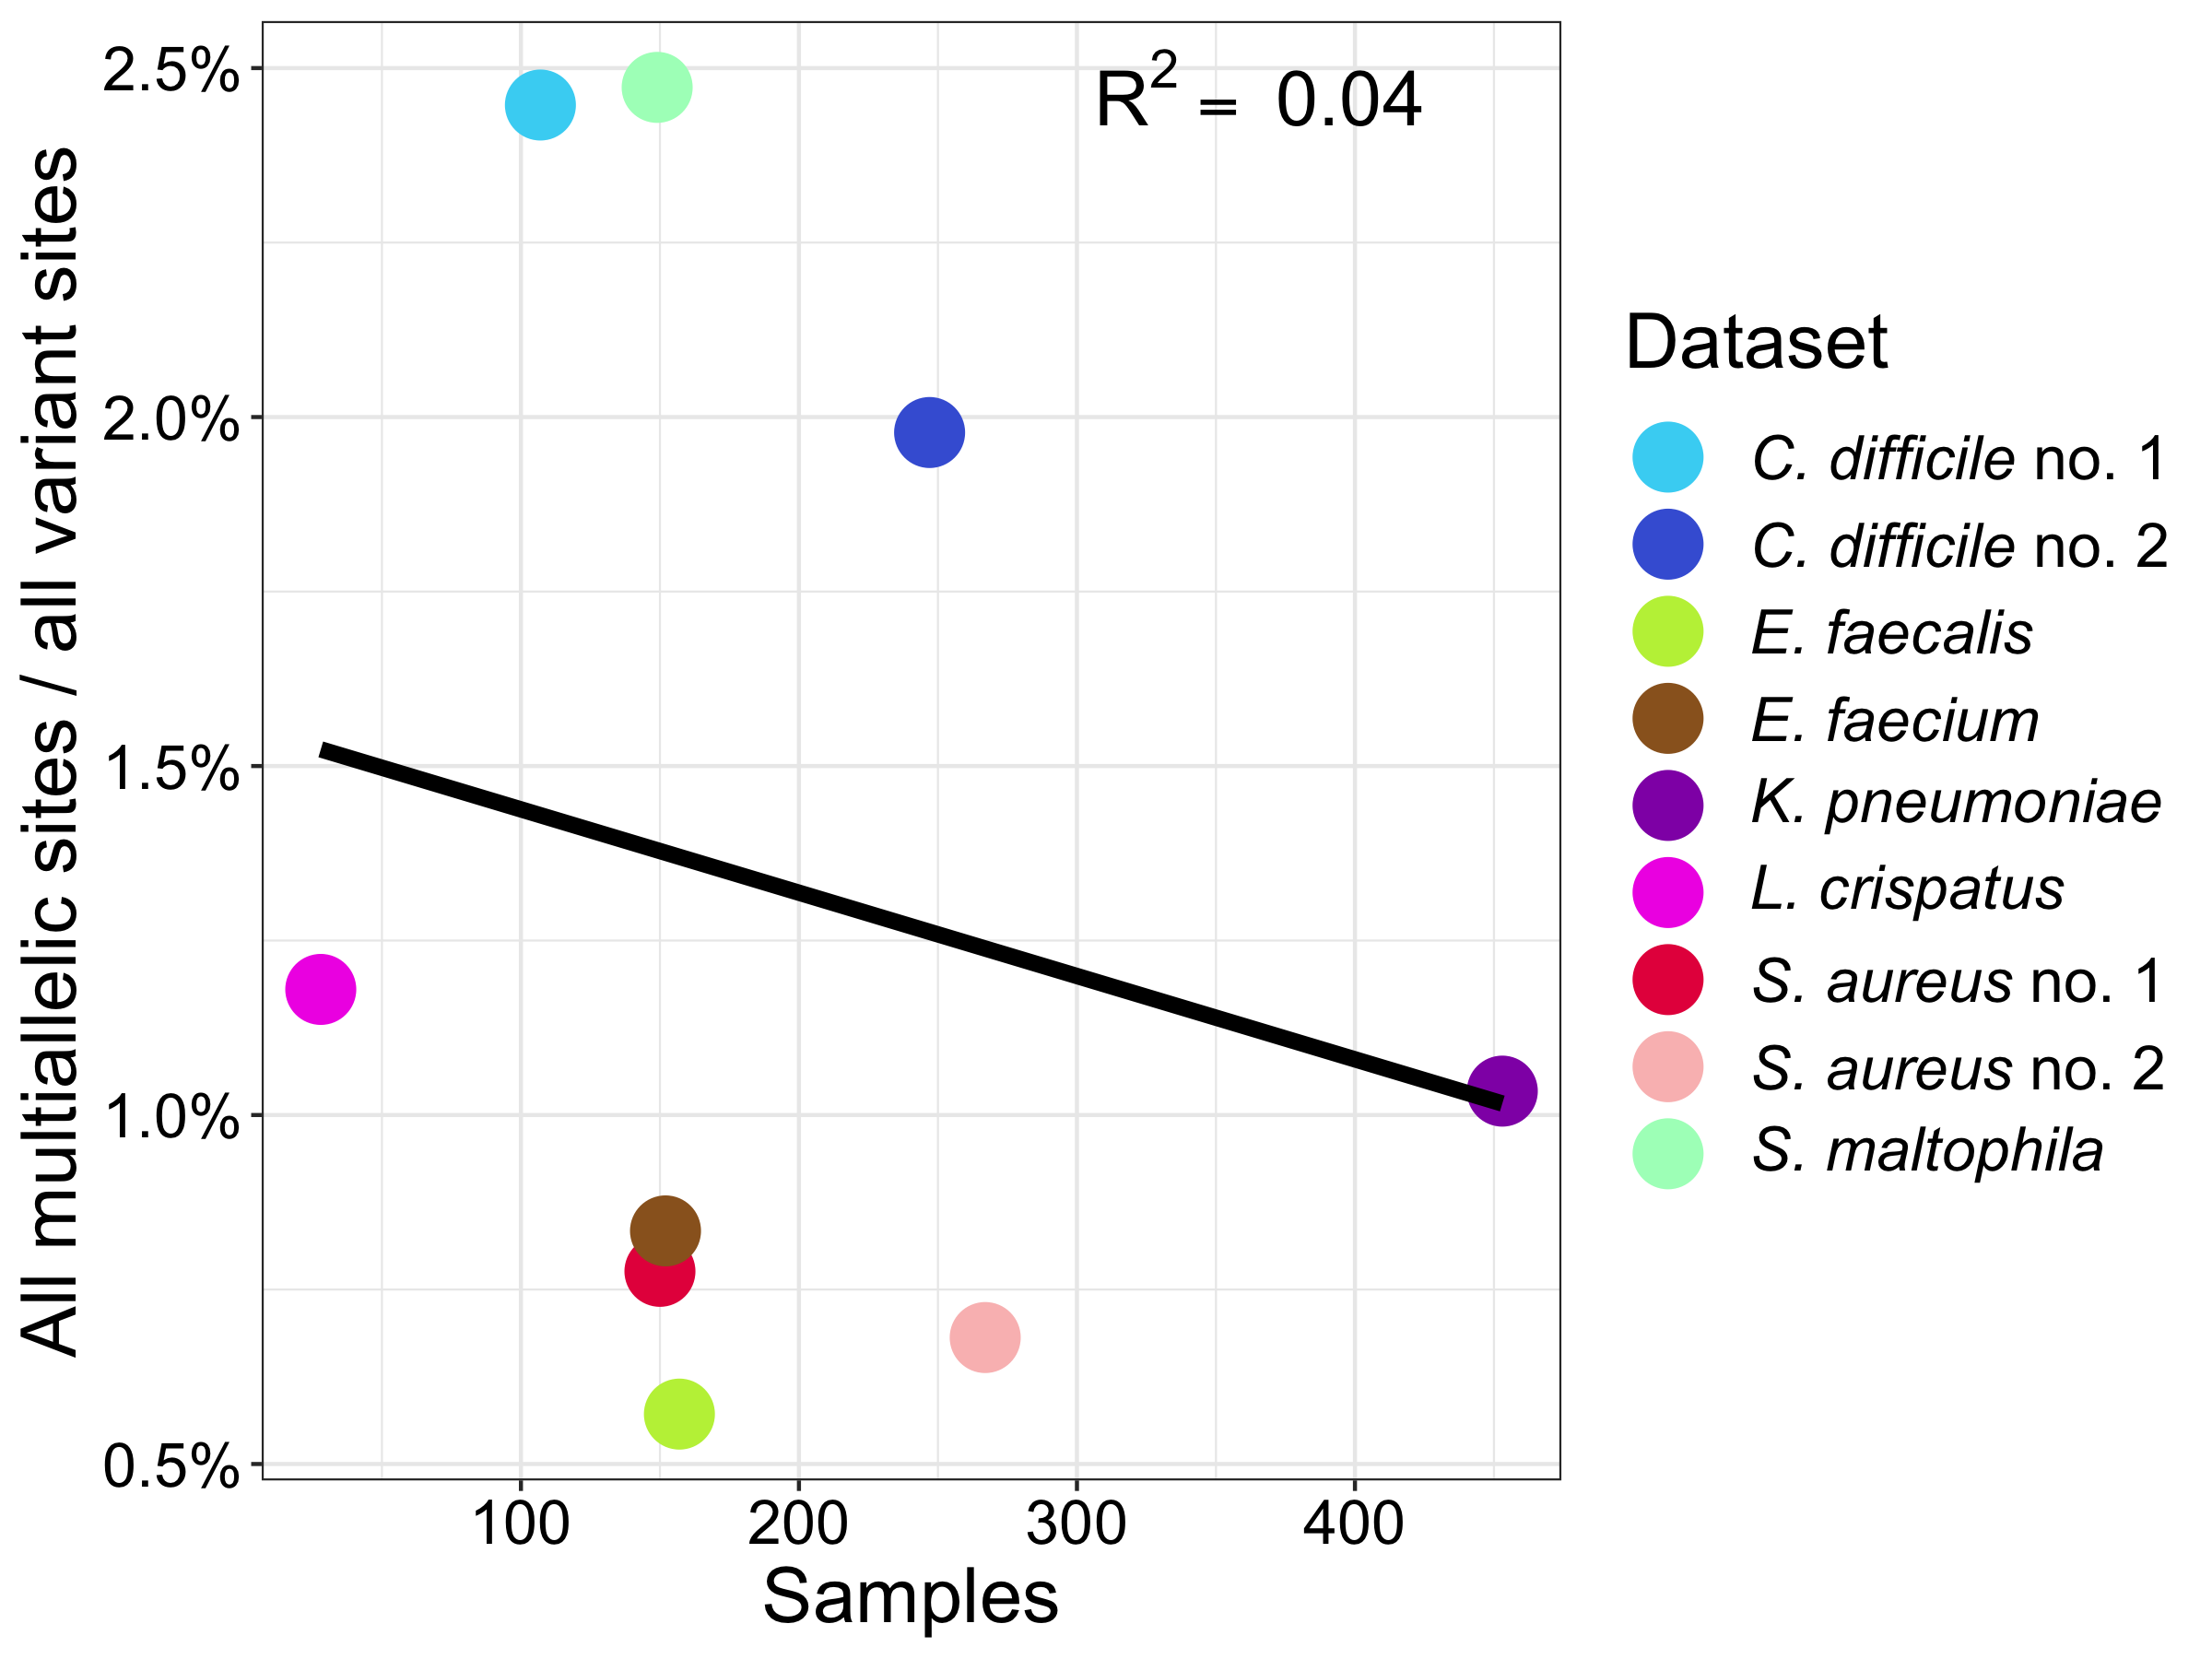 R² = 0.04
2.5%
2.0%
1.5%
1.0%
0.5%
All multiallelic sites / all variant sites
100 200 300 400
Samples
Dataset
C. difficile no. 1
C. difficile no. 2
E. faecalis
E. faecium
K. pneumoniae
L. crispatus
S. aureus no. 1
S. aureus no. 2
S. maltophila